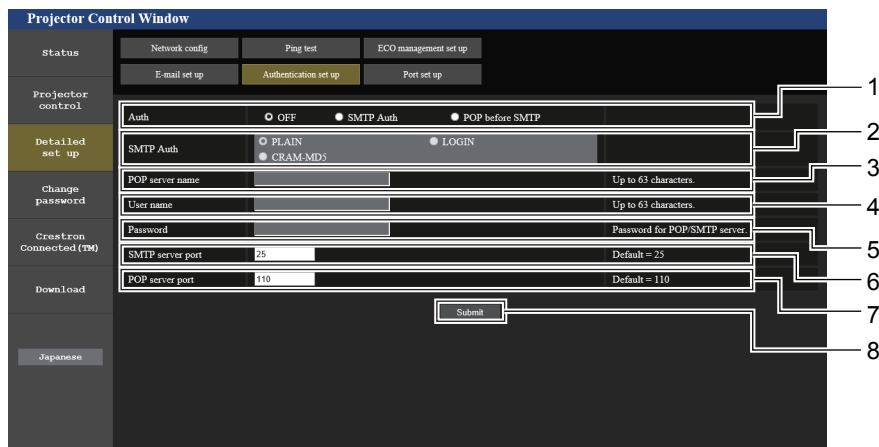 Projector Control Window
Status
Network config
Ping test
ECO management set up
E-mail set up
Authentication set up
Port set up
Projector control
Detailed set up
Change password
Crestron Connected(TM)
Download
Japanese
Auth OFF SMTP Auth POP before SMTP
SMTP Auth PLAIN LOGIN
CRAM-MD5
POP server name Up to 63 characters.
User name Up to 63 characters.
Password Password for POP/SMTP server.
SMTP server port 25 Default = 25
POP server port 110 Default = 110
Submit
1
2
3
4
5
6
7
8